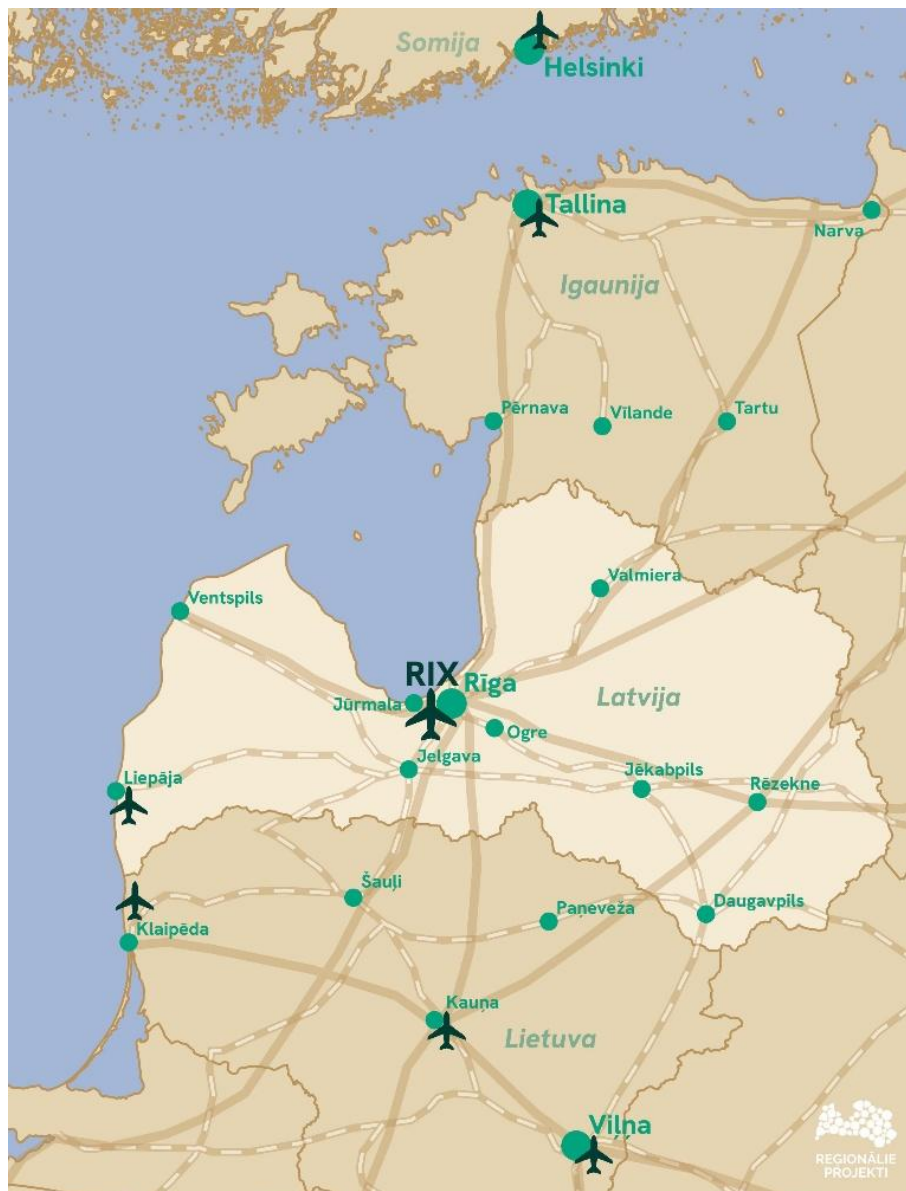 Somija
Helsinki
Tallina
Narva
Igaunija
Pērnava
Vīlande
Tartu
Valmiera
Ventspils
RIX
Rīga
Latvija
Jūrmala
Ogre
Jelgava
Liepāja
Jēkabpils
Rēzekne
Šauļi
Paņeveža
Daugavpils
Klaipēda
Kauņa
Lietuva
Viļņa
REGIONĀLIE
PROJEKTI